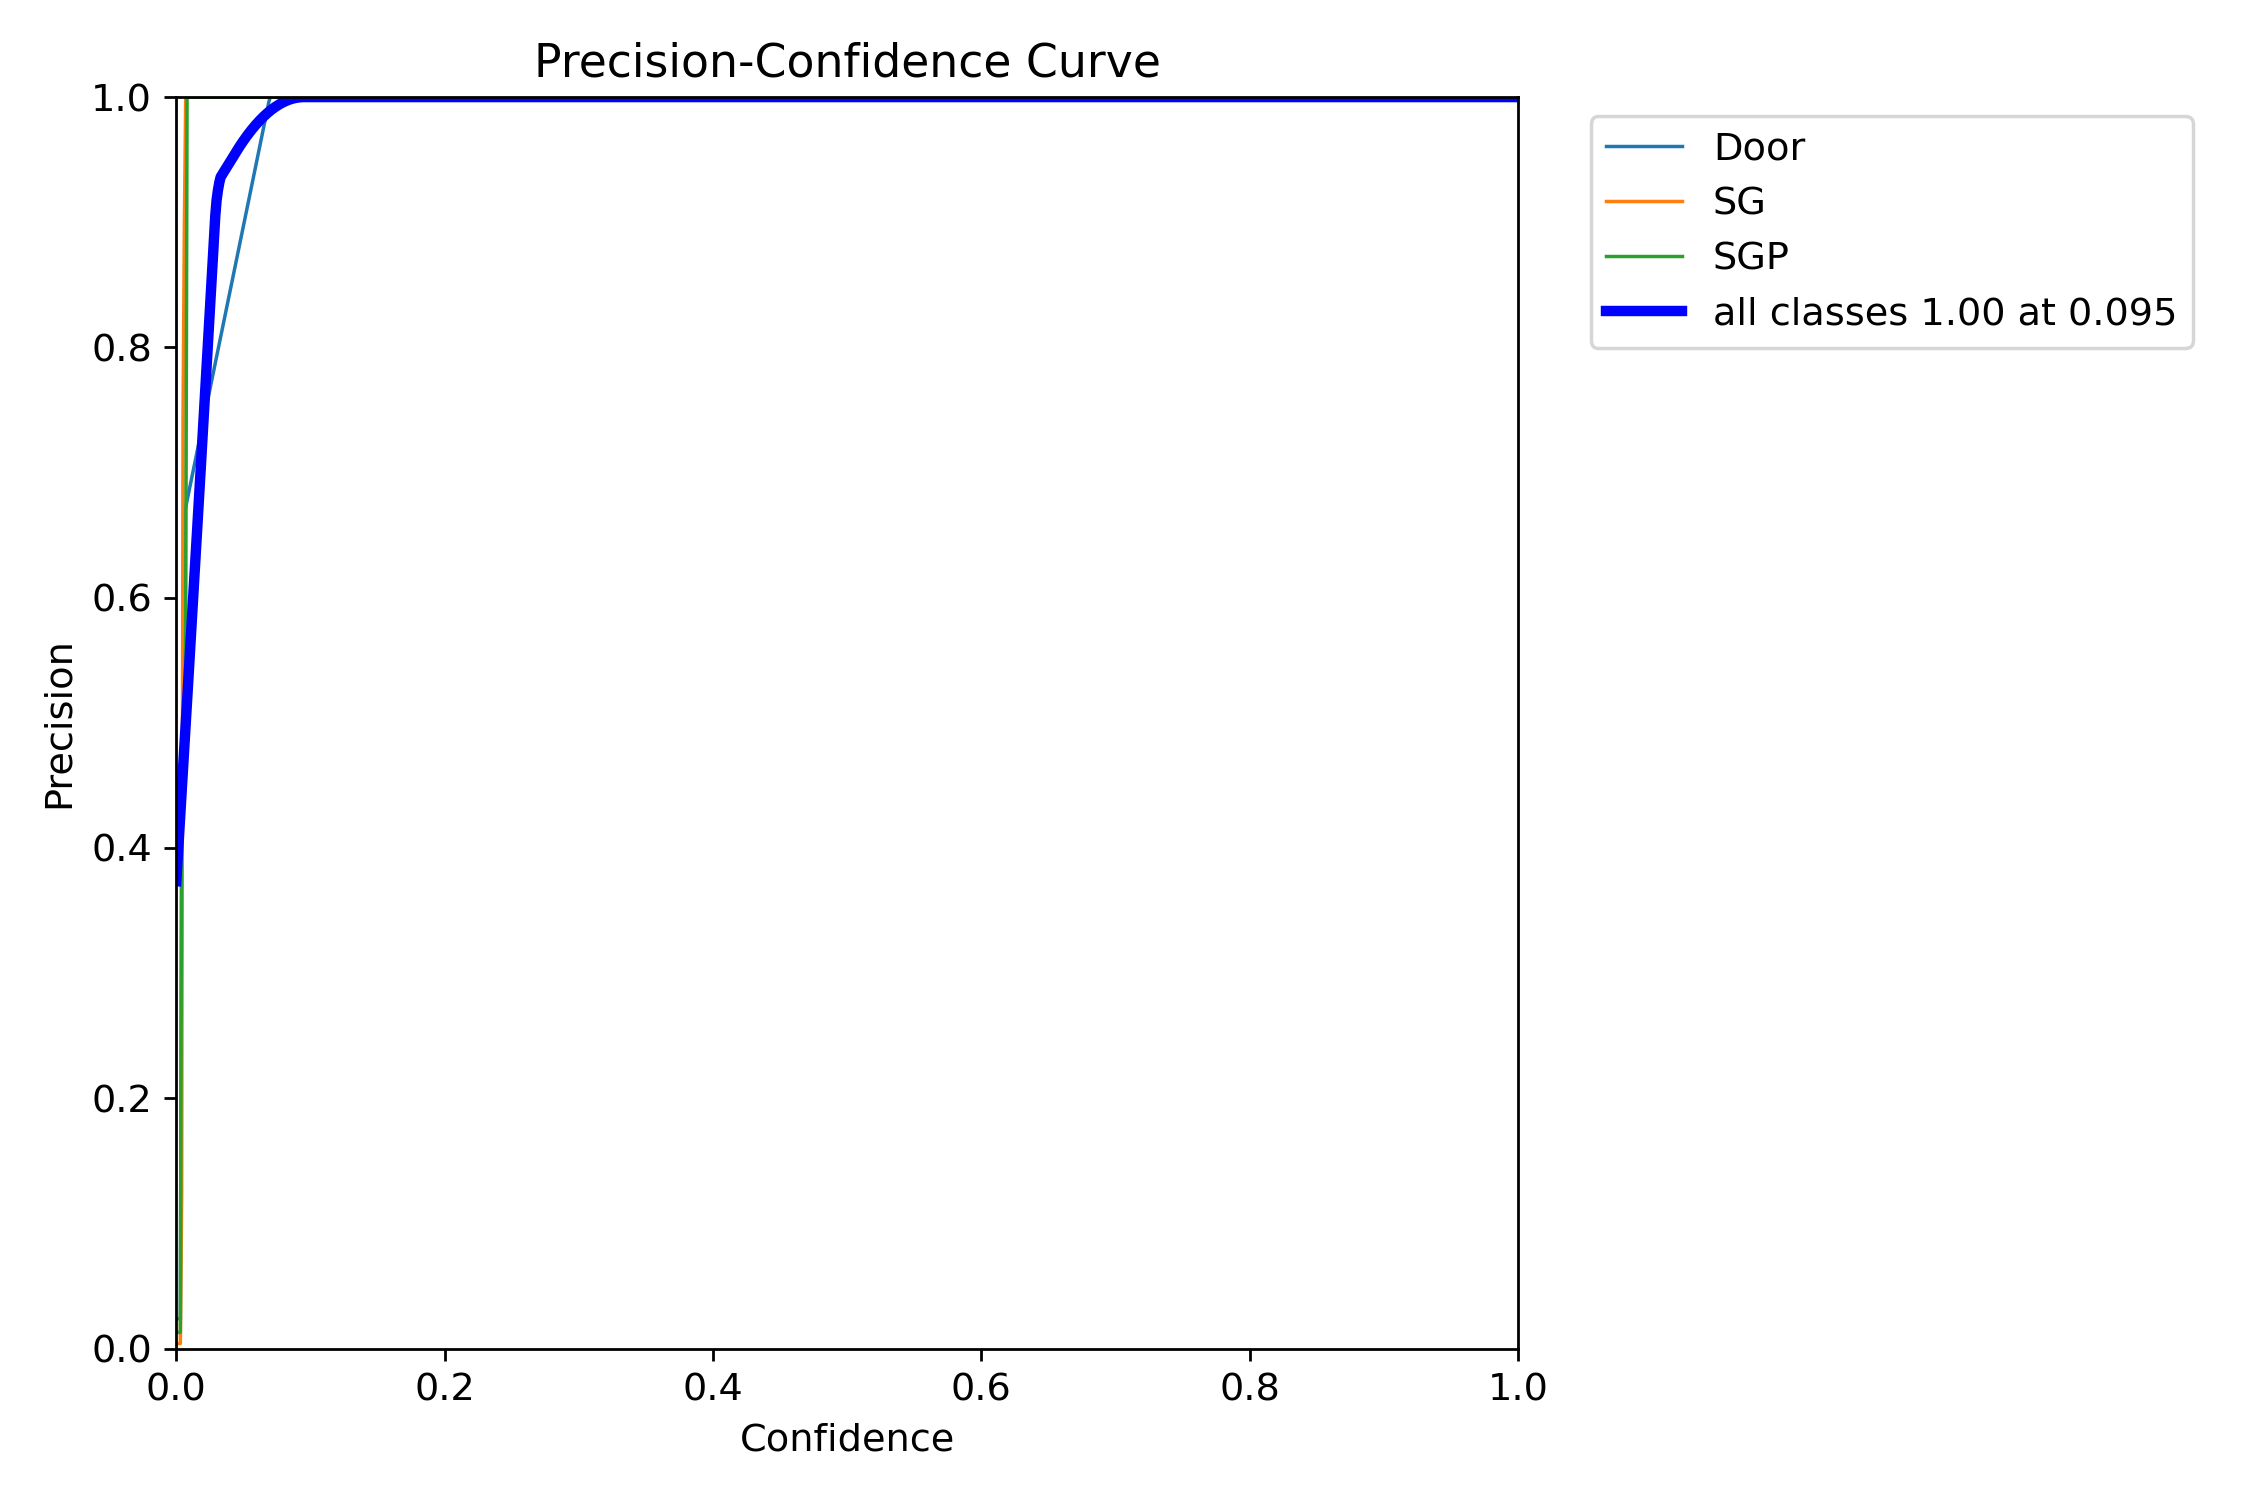 Precision-Confidence Curve
1.0
0.8
0.6
0.4
0.2
0.0
Precision
0.0 0.2 0.4 0.6 0.8 1.0
Confidence
Door
SG
SGP
all classes 1.00 at 0.095